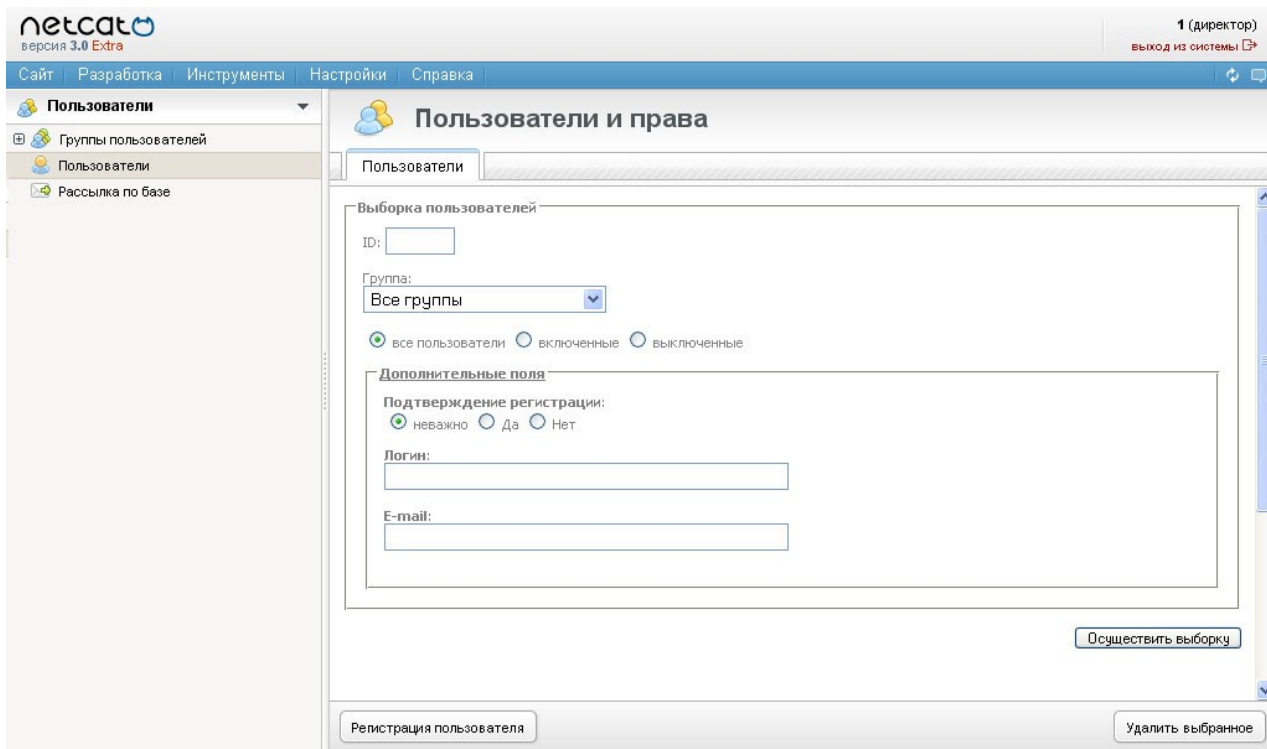 netcat
версия 3.0 Extra
1 (директор)
выход из системы
Сайт Разработка Инструменты Настройки Справка
Пользователи
Группы пользователей
Пользователи
Рассылка по базе
Пользователи и права
Пользователи
Выборка пользователей
ID:
Группа:
Все группы
все пользователи включенные выключенные
Дополнительные поля
Подтверждение регистрации:
неважно Да Нет
Логин:
E-mail:
Осуществить выборку
Регистрация пользователя
Удалить выбранное